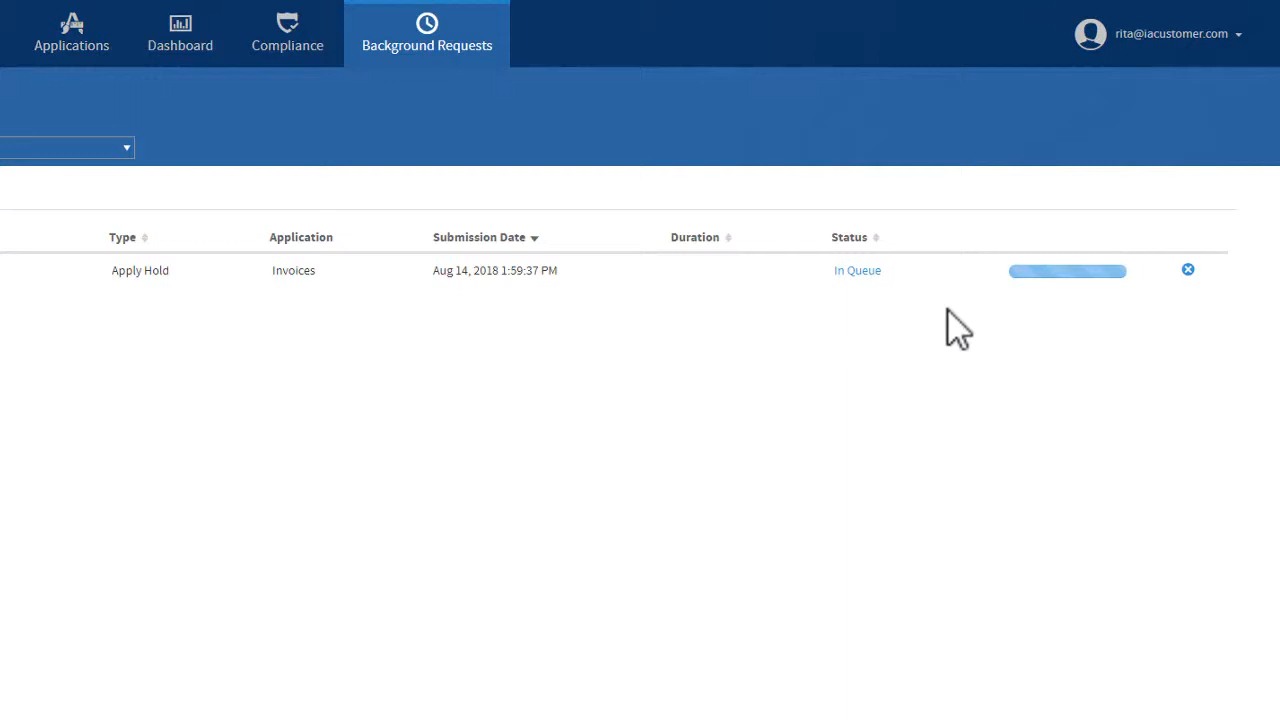 Applications Dashboard Compliance Background Requests rita@iacustomer.com
Type Application Submission Date Duration Status
Apply Hold Invoices Aug 14, 2018 1:59:37 PM In Queue